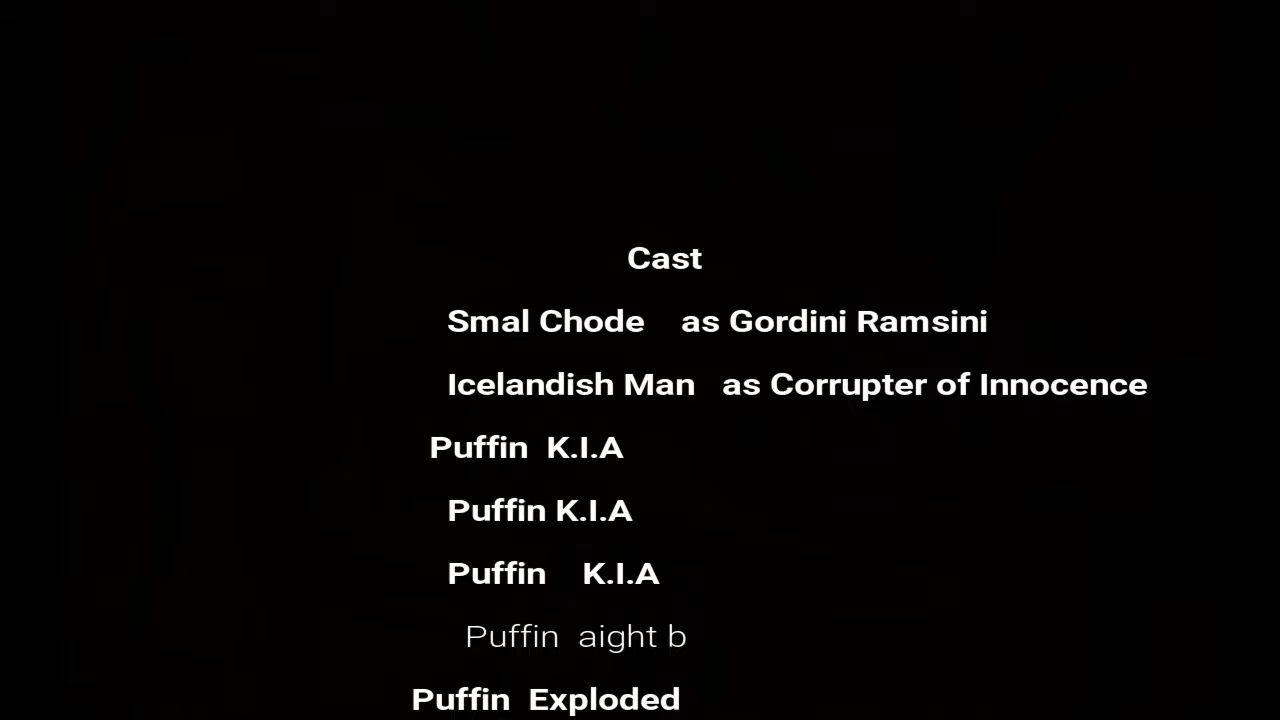 Cast
Smal Chode as Gordini Ramsini
Icelandish Man as Corrupter of Innocence
Puffin K.I.A
Puffin K.I.A
Puffin K.I.A
Puffin aight b
Puffin Exploded